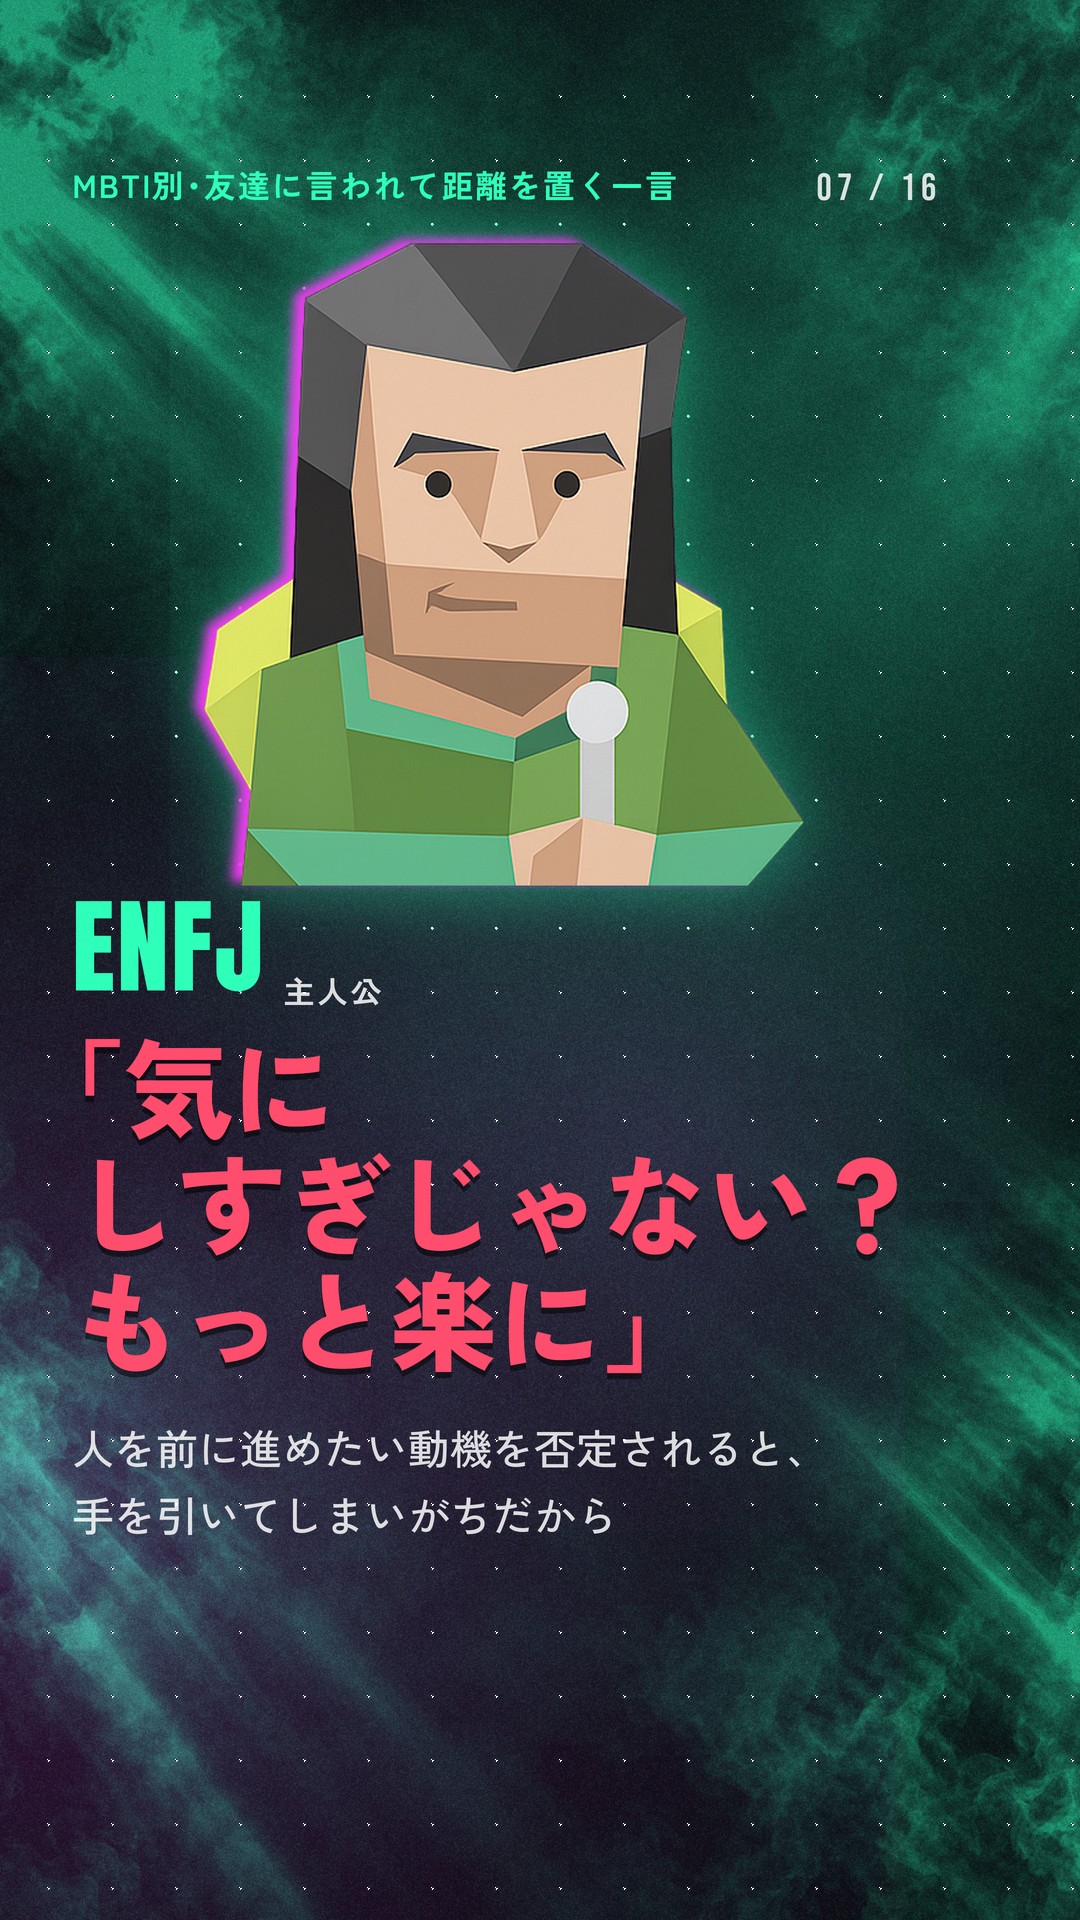 MBTI別・友達に言われて距離を置く一言
07 / 16
ENFJ
主人公
「気に
しすぎじゃない？
もっと楽に」
人を前に進めたい動機を否定されると、
手を引いてしまいがちだから